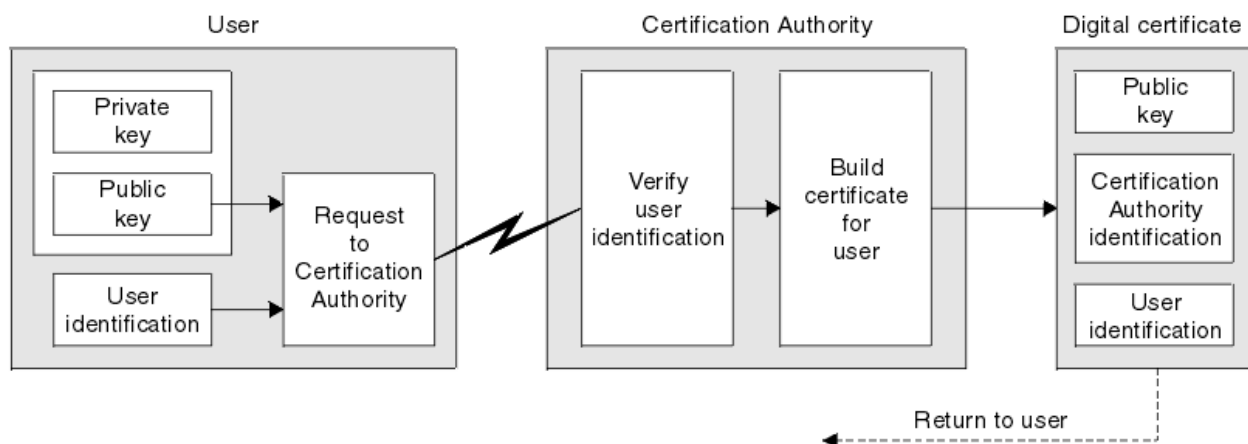 User
Certification Authority
Digital certificate
Private
key
Public
key
User
identification
Request
to
Certification
Authority
Verify
user
identification
Build
certificate
for
user
Public
key
Certification
Authority
identification
User
identification
Return to user